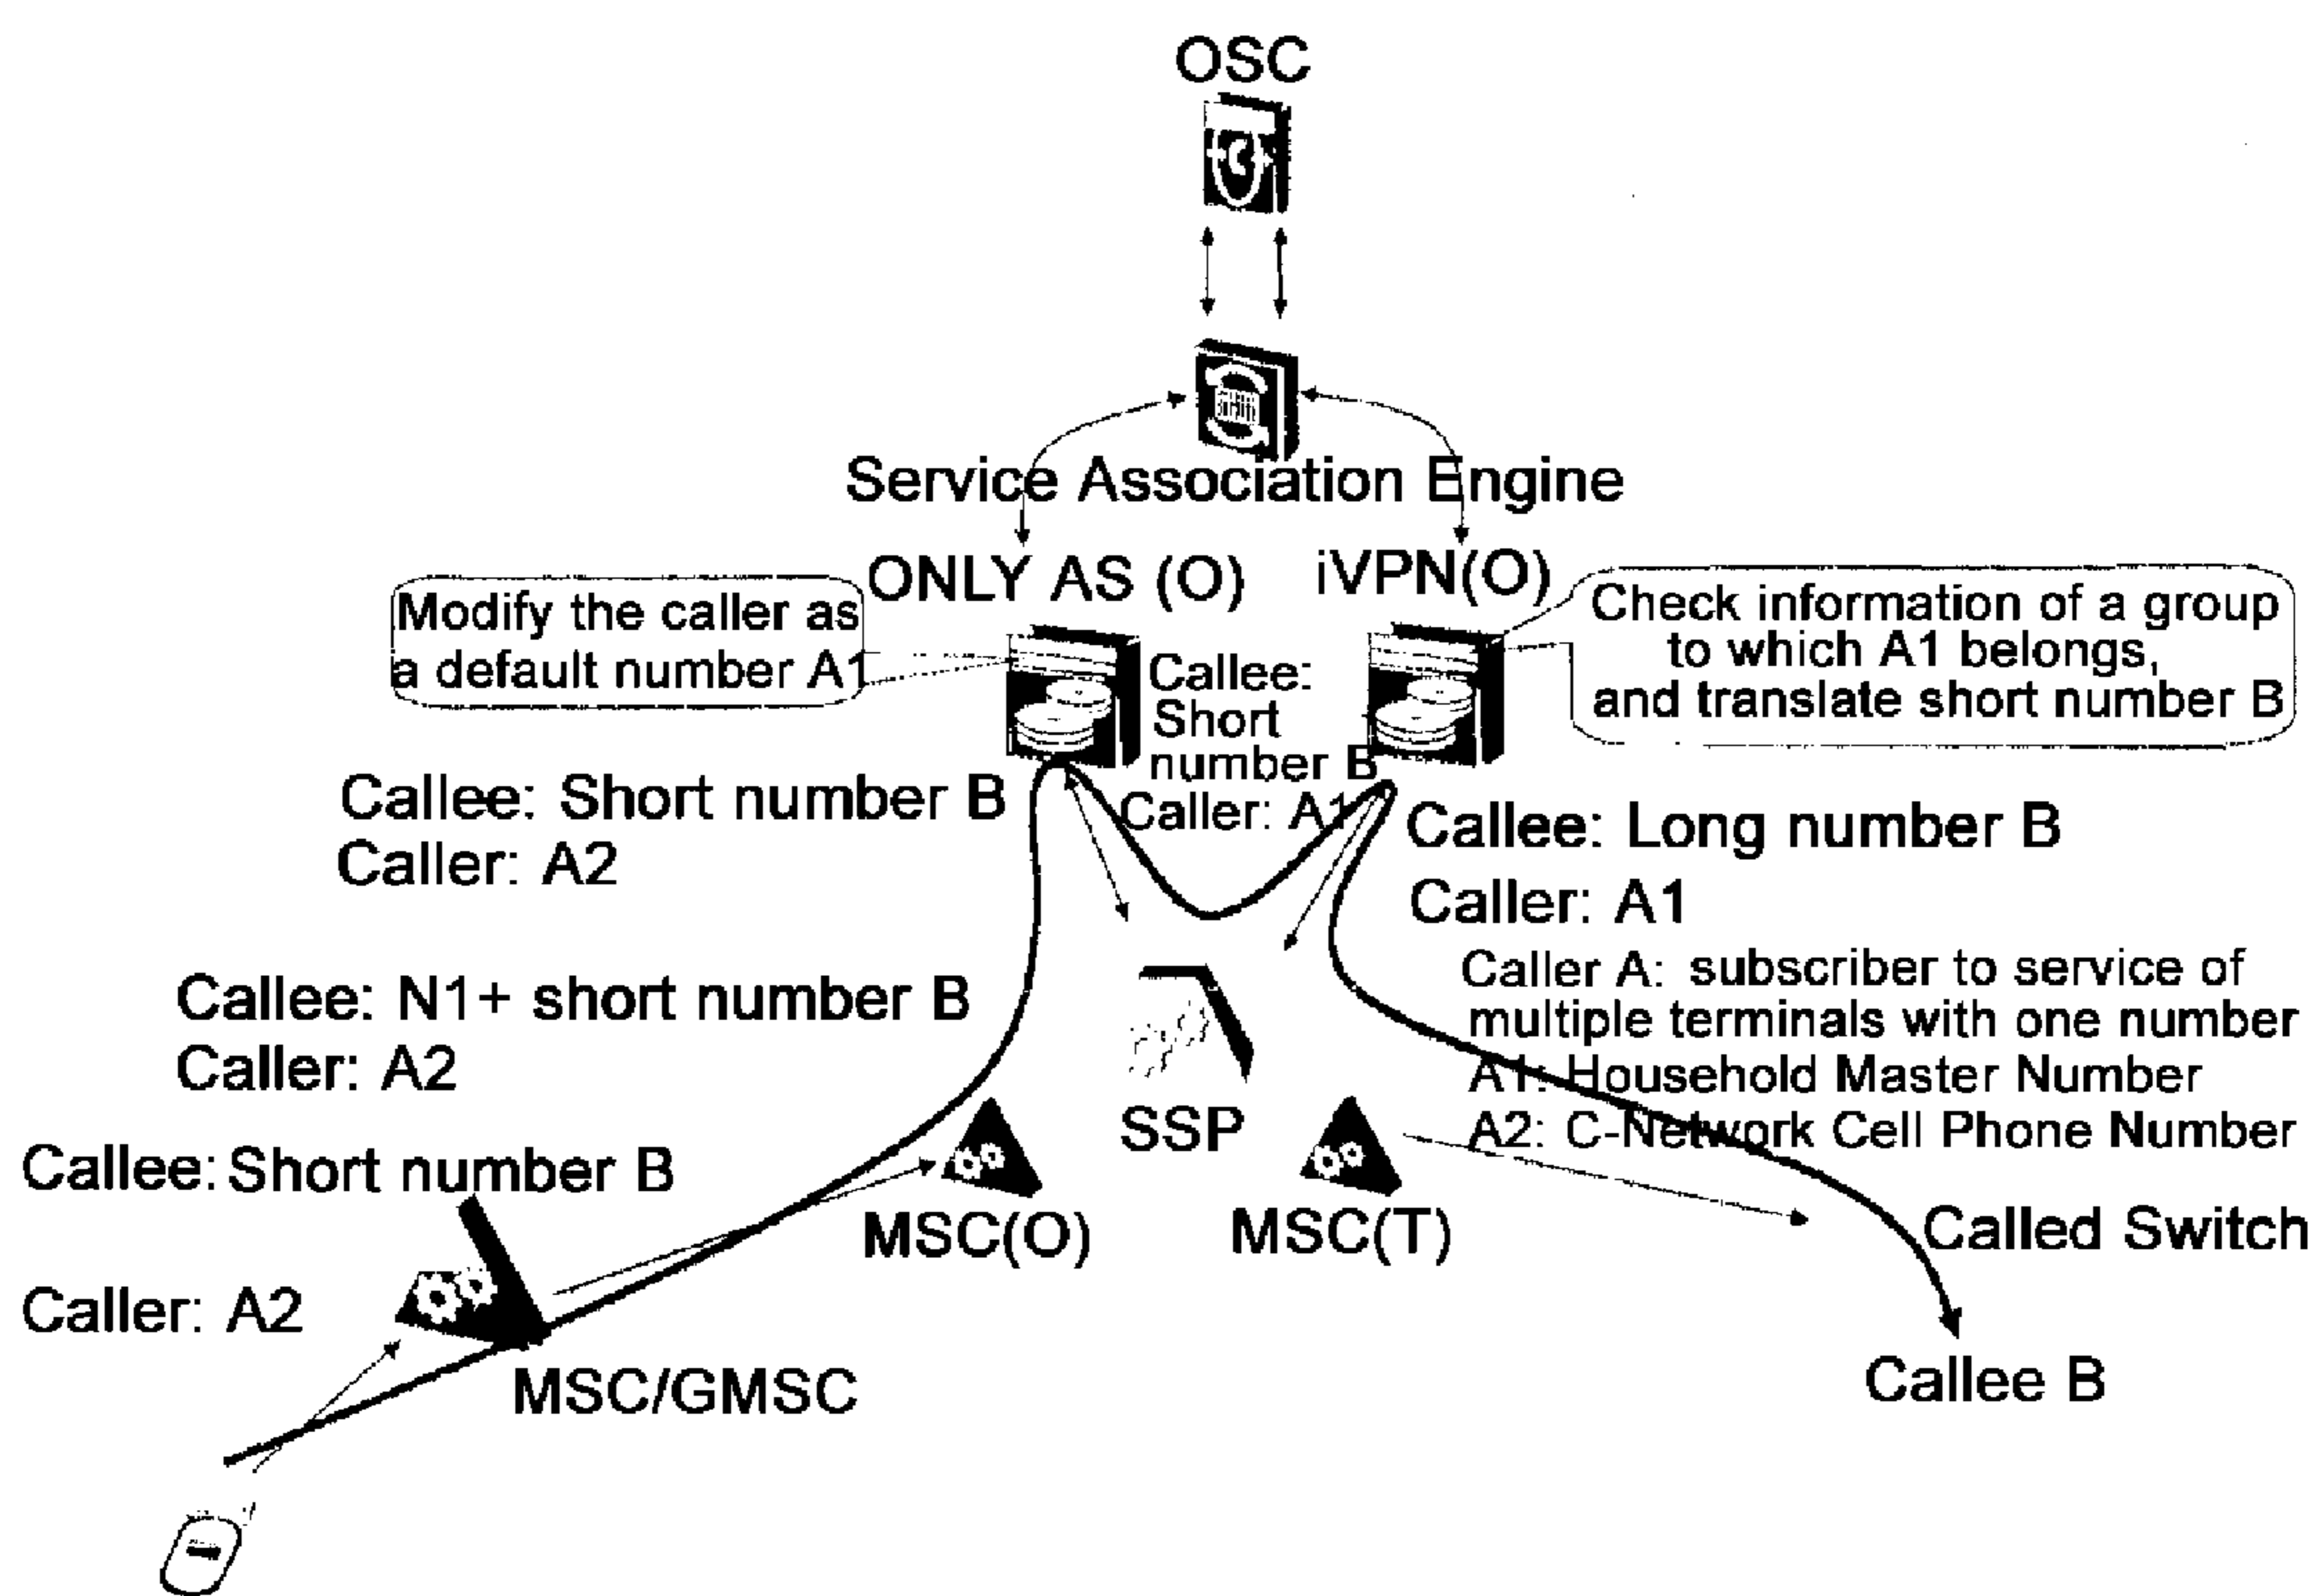 OSC
Service Association Engine
ONLY AS (O)
iVPN(O)
Modify the caller as
a default number A1
Callee:
Short
number B
Caller: A1
Check information of a group
to which A1 belongs,
and translate short number B
Callee: Short number B
Caller: A2
Callee: Long number B
Caller: A1
Callee: N1+ short number B
Caller: A2
Caller A: subscriber to service of
multiple terminals with one number
A1: Household Master Number
A2: C-Network Cell Phone Number
SSP
Callee: Short number B
Caller: A2
MSC(O)
MSC(T)
Called Switch
MSC/GMSC
Callee B